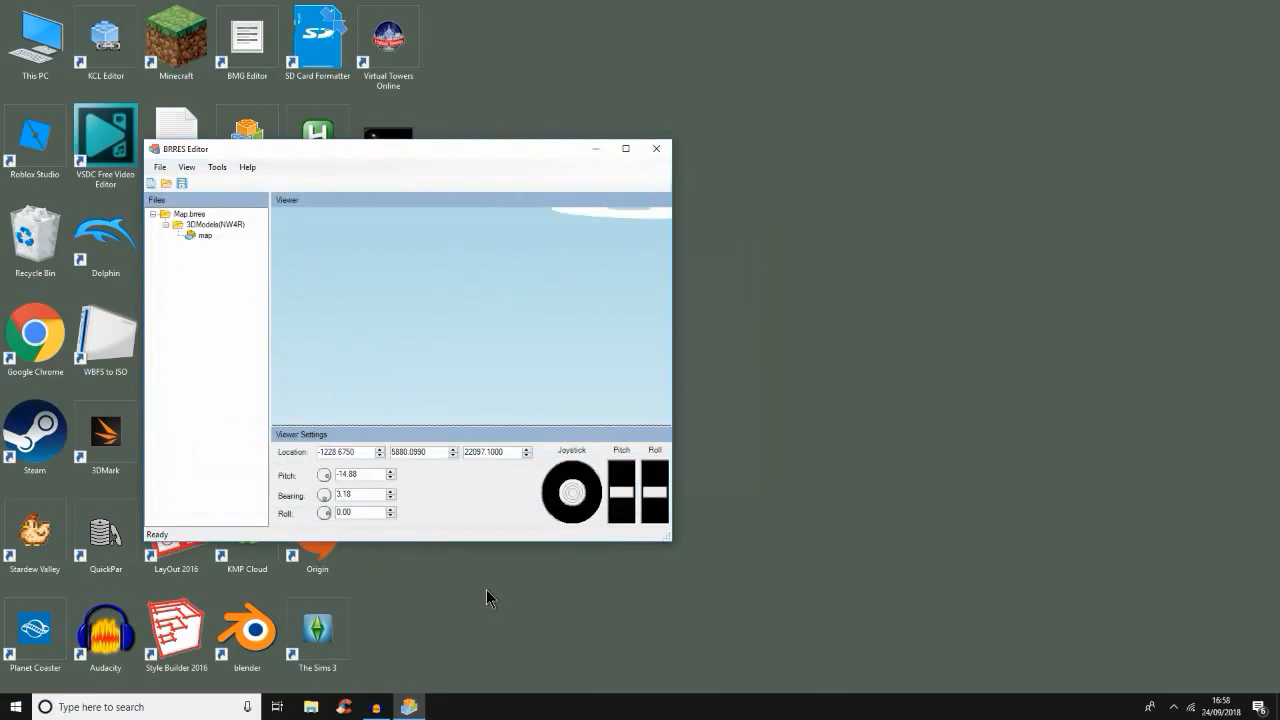 This PC
KCL Editor
Minecraft
BMG Editor
SD Card Formatter
Virtual Towers
Online
SD
Roblox Studio
VSDC Free Video
Editor
Recycle Bin
Dolphin
Google Chrome
WBFS to ISO
Steam
3DMark
Stardew Valley
QuickPar
LayOut 2016
KMP Cloud
Origin
Planet Coaster
Audacity
Style Builder 2016
blender
The Sims 3
BRRES Editor
File View Tools Help
Files
Map.brres
3DModels(NW4R)
map
Viewer
Viewer Settings
Location: -1228.6750 5880.0990 22097.1000
Pitch: -14.88
Bearing: 3.18
Roll: 0.00
Joystick Pitch Roll
Ready
Type here to search
16:58
24/09/2018
6